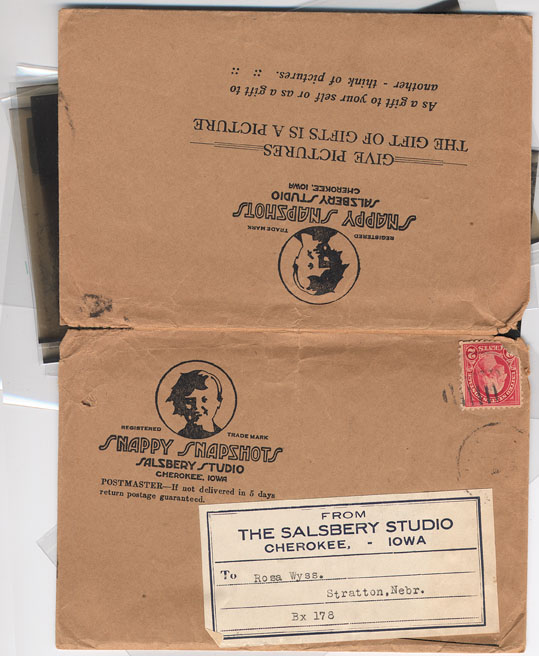 As a gift to your self or as a gift to
another - think of pictures. :: ::
GIVE PICTURES
THE GIFT OF GIFTS IS A PICTURE
REGISTERED TRADE MARK
SNAPPY SNAPSHOTS
SALSBERY STUDIO
CHEROKEE, IOWA
2 CENTS 2
REGISTERED TRADE MARK
SNAPPY SNAPSHOTS
SALSBERY STUDIO
CHEROKEE, IOWA
POSTMASTER—If not delivered in 5 days
return postage guaranteed.
FROM
THE SALSBERY STUDIO
CHEROKEE, - IOWA
To Rosa Wyss.
Stratton,Nebr.
Bx 178